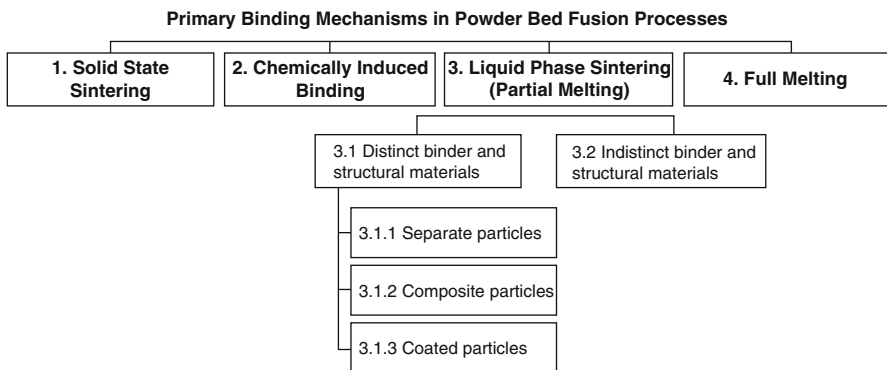 Primary Binding Mechanisms in Powder Bed Fusion Processes
1. Solid State
Sintering
2. Chemically Induced
Binding
3. Liquid Phase Sintering
(Partial Melting)
4. Full Melting
3.1 Distinct binder and
structural materials
3.2 Indistinct binder and
structural materials
3.1.1 Separate particles
3.1.2 Composite particles
3.1.3 Coated particles